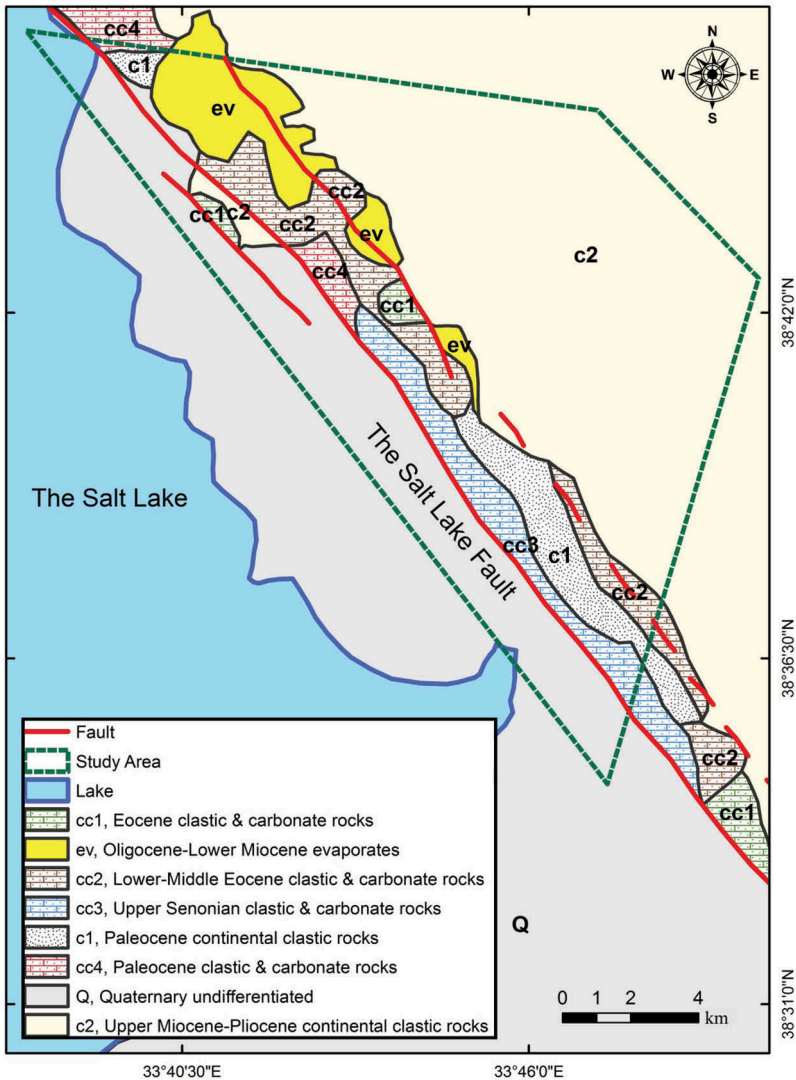 cc4
c1
ev
N
W
E
S
cc2
cc1
c2
cc2
ev
c2
cc4
cc1
ev
38°42'0"N
The Salt Lake
The Salt Lake Fault
cc3
c1
cc2
38°36'30"N
cc2
cc1
Q
38°31'0"N
Fault
Study Area
Lake
cc1, Eocene clastic & carbonate rocks
ev, Oligocene-Lower Miocene evaporates
cc2, Lower-Middle Eocene clastic & carbonate rocks
cc3, Upper Senonian clastic & carbonate rocks
c1, Paleocene continental clastic rocks
cc4, Paleocene clastic & carbonate rocks
Q, Quaternary undifferentiated
c2, Upper Miocene-Pliocene continental clastic rocks
0 1 2 4
km
33°40'30"E
33°46'0"E